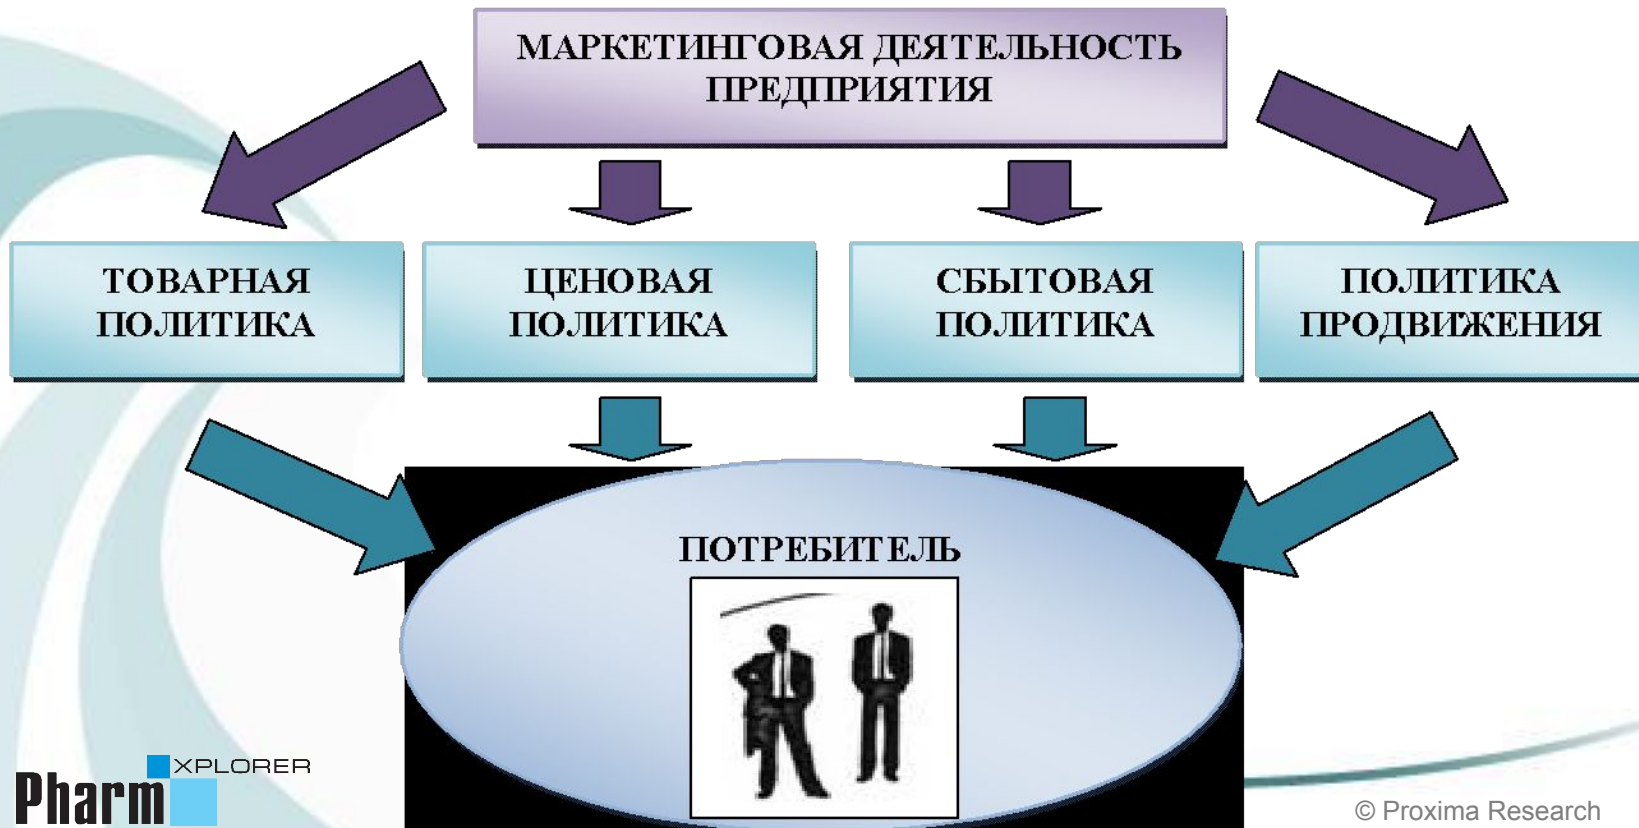 МАРКЕТИНГОВАЯ ДЕЯТЕЛЬНОСТЬ
ПРЕДПРИЯТИЯ
ТОВАРНАЯ
ПОЛИТИКА
ЦЕНОВАЯ
ПОЛИТИКА
СБЫТОВАЯ
ПОЛИТИКА
ПОЛИТИКА
ПРОДВИЖЕНИЯ
ПОТРЕБИТЕЛЬ
XPLORER
Pharm
© Proxima Research